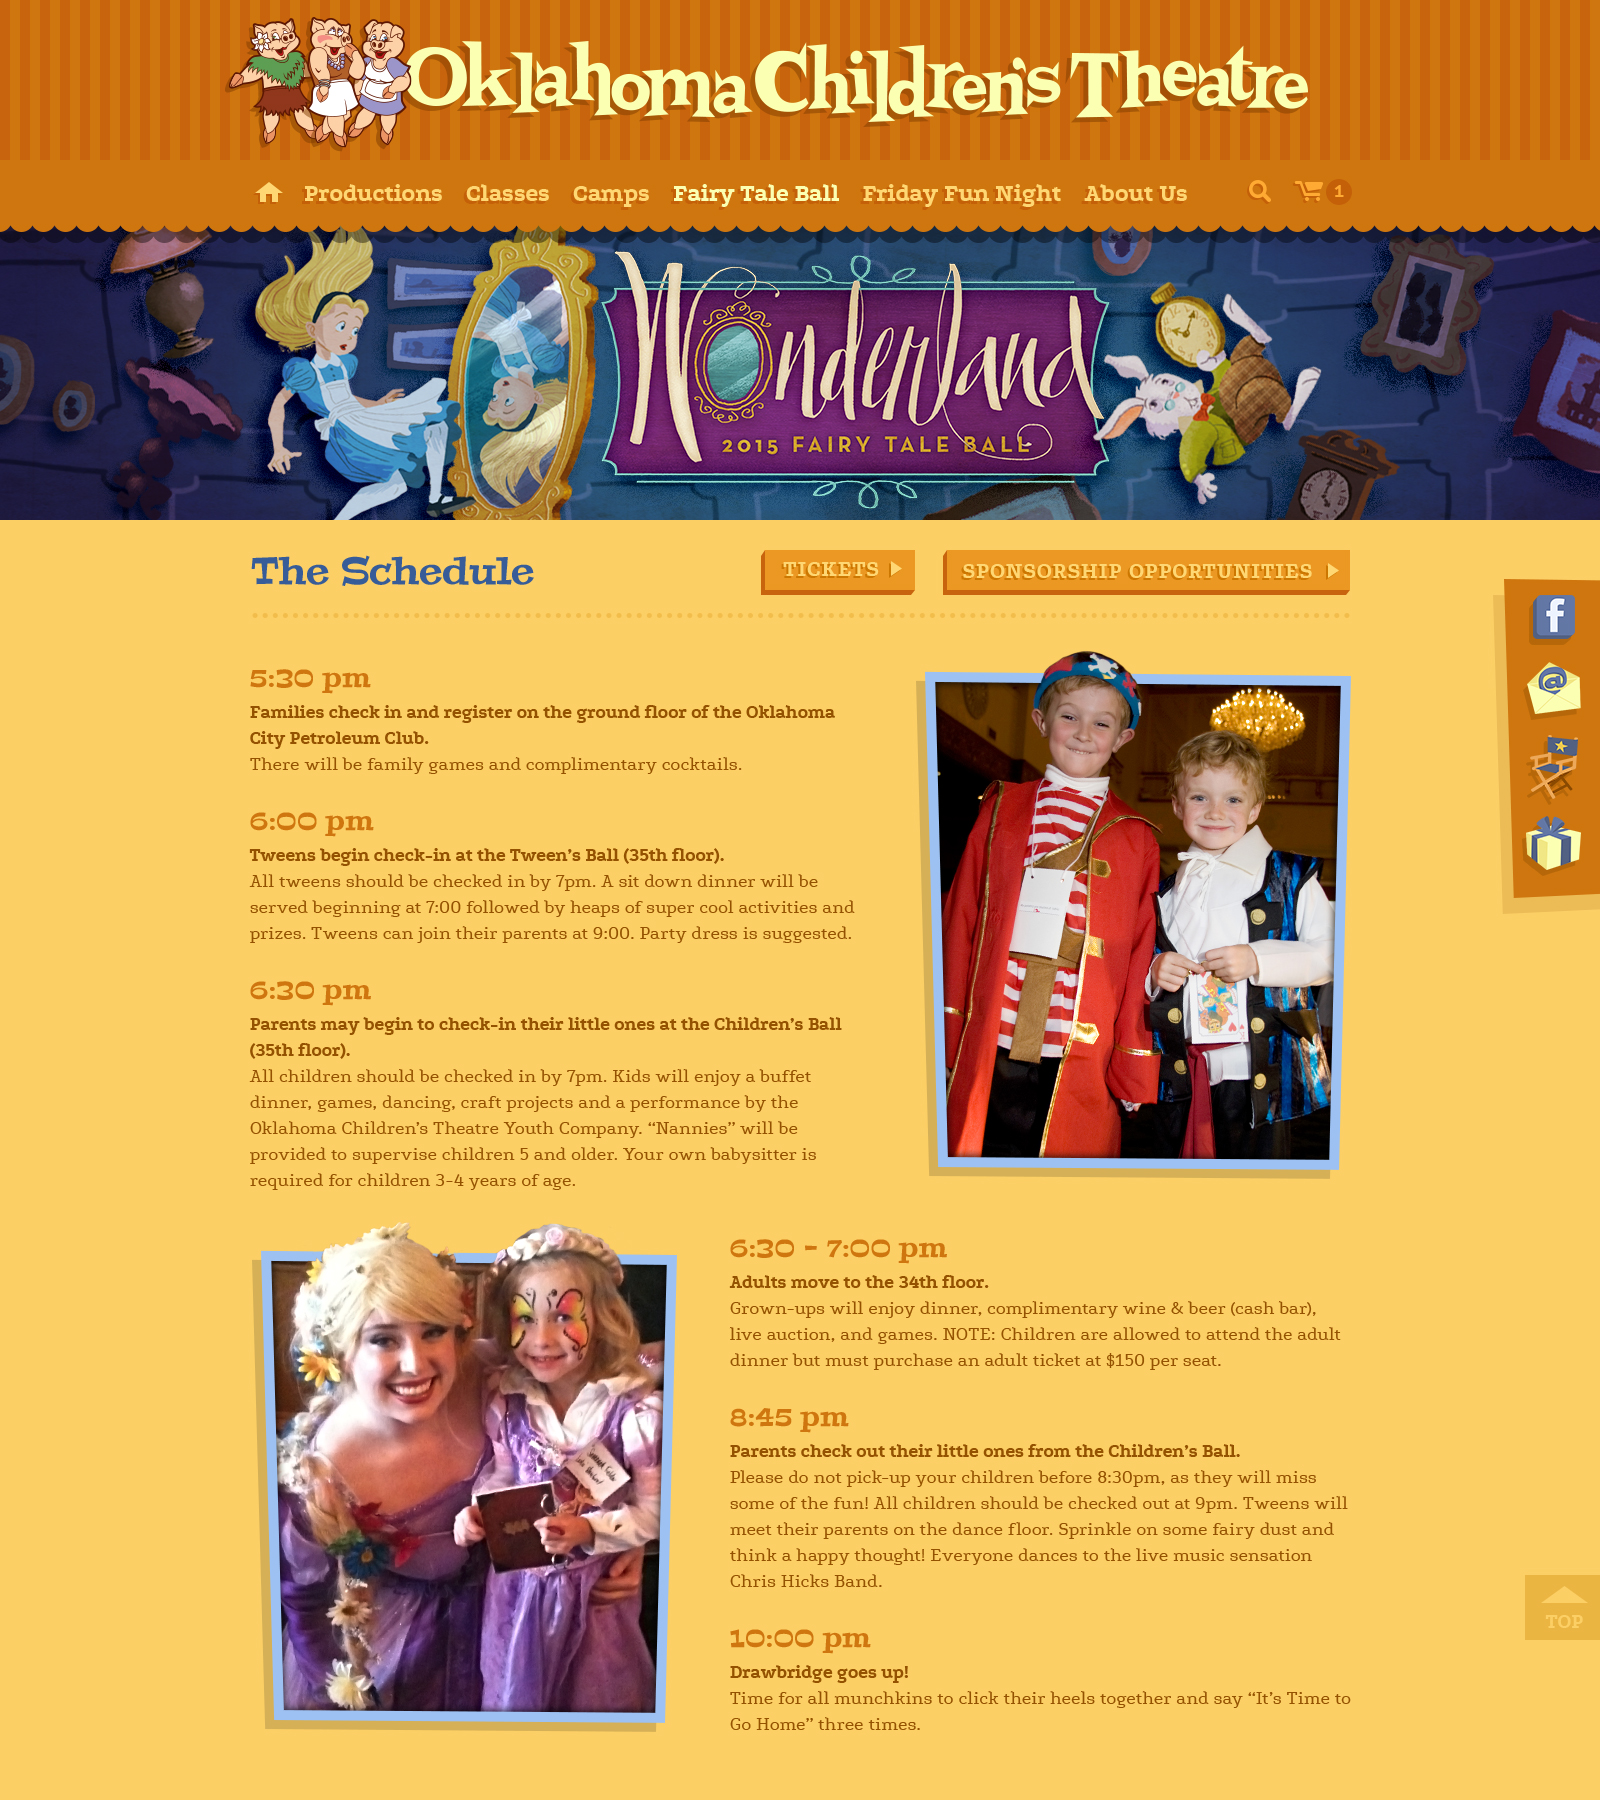 Oklahoma Children's Theatre
Productions Classes Camps Fairy Tale Ball Friday Fun Night About Us 1
Wonderland
2015 FAIRY TALE BALL
The Schedule
TICKETS
SPONSORSHIP OPPORTUNITIES
f
@
5:30 pm
Families check in and register on the ground floor of the Oklahoma
City Petroleum Club.
There will be family games and complimentary cocktails.
6:00 pm
Tweens begin check-in at the Tween’s Ball (35th floor).
All tweens should be checked in by 7pm. A sit down dinner will be
served beginning at 7:00 followed by heaps of super cool activities and
prizes. Tweens can join their parents at 9:00. Party dress is suggested.
6:30 pm
Parents may begin to check-in their little ones at the Children’s Ball
(35th floor).
All children should be checked in by 7pm. Kids will enjoy a buffet
dinner, games, dancing, craft projects and a performance by the
Oklahoma Children’s Theatre Youth Company. “Nannies” will be
provided to supervise children 5 and older. Your own babysitter is
required for children 3-4 years of age.
6:30 - 7:00 pm
Adults move to the 34th floor.
Grown-ups will enjoy dinner, complimentary wine & beer (cash bar),
live auction, and games. NOTE: Children are allowed to attend the adult
dinner but must purchase an adult ticket at $150 per seat.
8:45 pm
Parents check out their little ones from the Children’s Ball.
Please do not pick-up your children before 8:30pm, as they will miss
some of the fun! All children should be checked out at 9pm. Tweens will
meet their parents on the dance floor. Sprinkle on some fairy dust and
think a happy thought! Everyone dances to the live music sensation
Chris Hicks Band.
TOP
10:00 pm
Drawbridge goes up!
Time for all munchkins to click their heels together and say “It’s Time to
Go Home” three times.